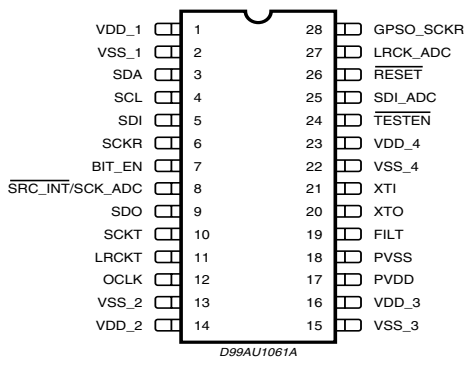 VDD_1 1 28 GPSO_SCKR
VSS_1 2 27 LRCK_ADC
SDA 3 26 RESET
SCL 4 25 SDI_ADC
SDI 5 24 TESTEN
SCKR 6 23 VDD_4
BIT_EN 7 22 VSS_4
SRC_INT/SCK_ADC 8 21 XTI
SDO 9 20 XTO
SCKT 10 19 FILT
LRCKT 11 18 PVSS
OCLK 12 17 PVDD
VSS_2 13 16 VDD_3
VDD_2 14 15 VSS_3
D99AU1061A